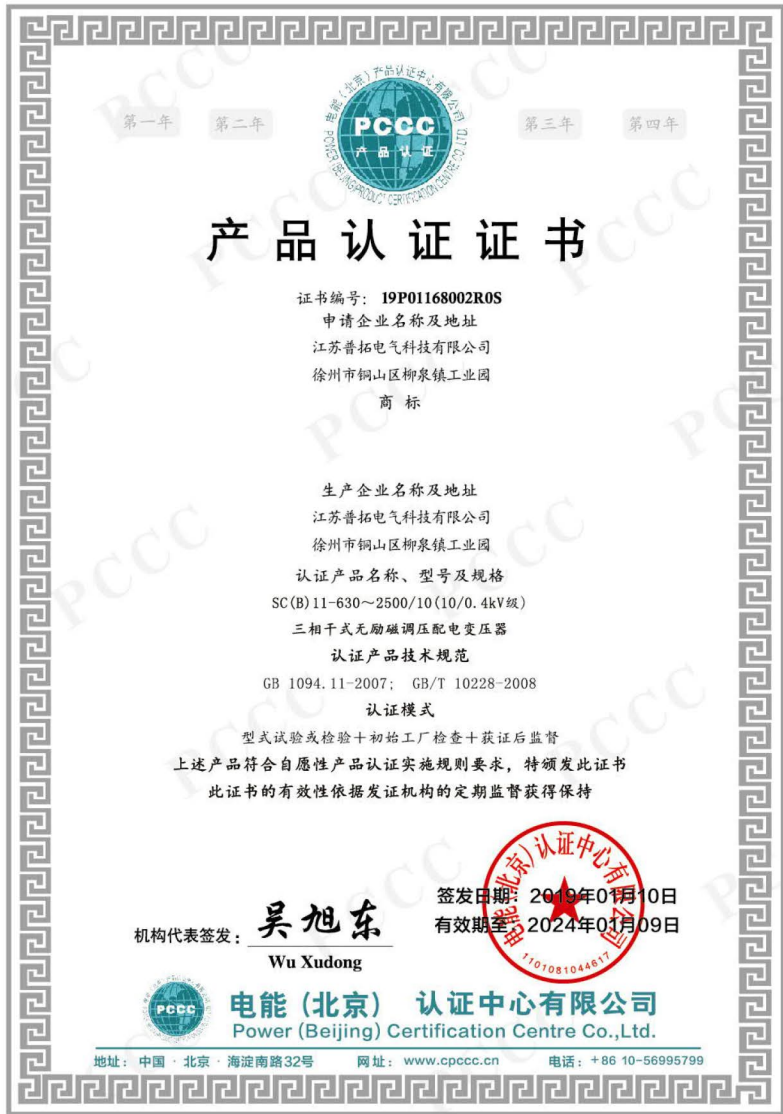 第一年 第二年 第三年 第四年
电能(北京)产品认证中心有限公司
PCCC
产品认证
POWER (BEIJING) PRODUCT CERTIFICATION CENTRE CO.,LTD
产品认证证书
证书编号: 19P01168002R0S
申请企业名称及地址
江苏普拓电气科技有限公司
徐州市铜山区柳泉镇工业园
商 标
生产企业名称及地址
江苏普拓电气科技有限公司
徐州市铜山区柳泉镇工业园
认证产品名称、型号及规格
SC(B)11-630～2500/10(10/0.4kV级)
三相干式无励磁调压配电变压器
认证产品技术规范
GB 1094.11-2007; GB/T 10228-2008
认证模式
型式试验或检验+初始工厂检查+获证后监督
上述产品符合自愿性产品认证实施规则要求，特颁发此证书
此证书的有效性依据发证机构的定期监督获得保持
签发日期: 2019年01月10日
有效期至: 2024年01月09日
电能(北京)认证中心有限公司
1101081044617
机构代表签发: 吴旭东
Wu Xudong
PCCC
电能（北京） 认证中心有限公司
Power (Beijing) Certification Centre Co.,Ltd.
地址: 中国·北京·海淀南路32号 网址: www.cpccc.cn 电话: +86 10-56995799